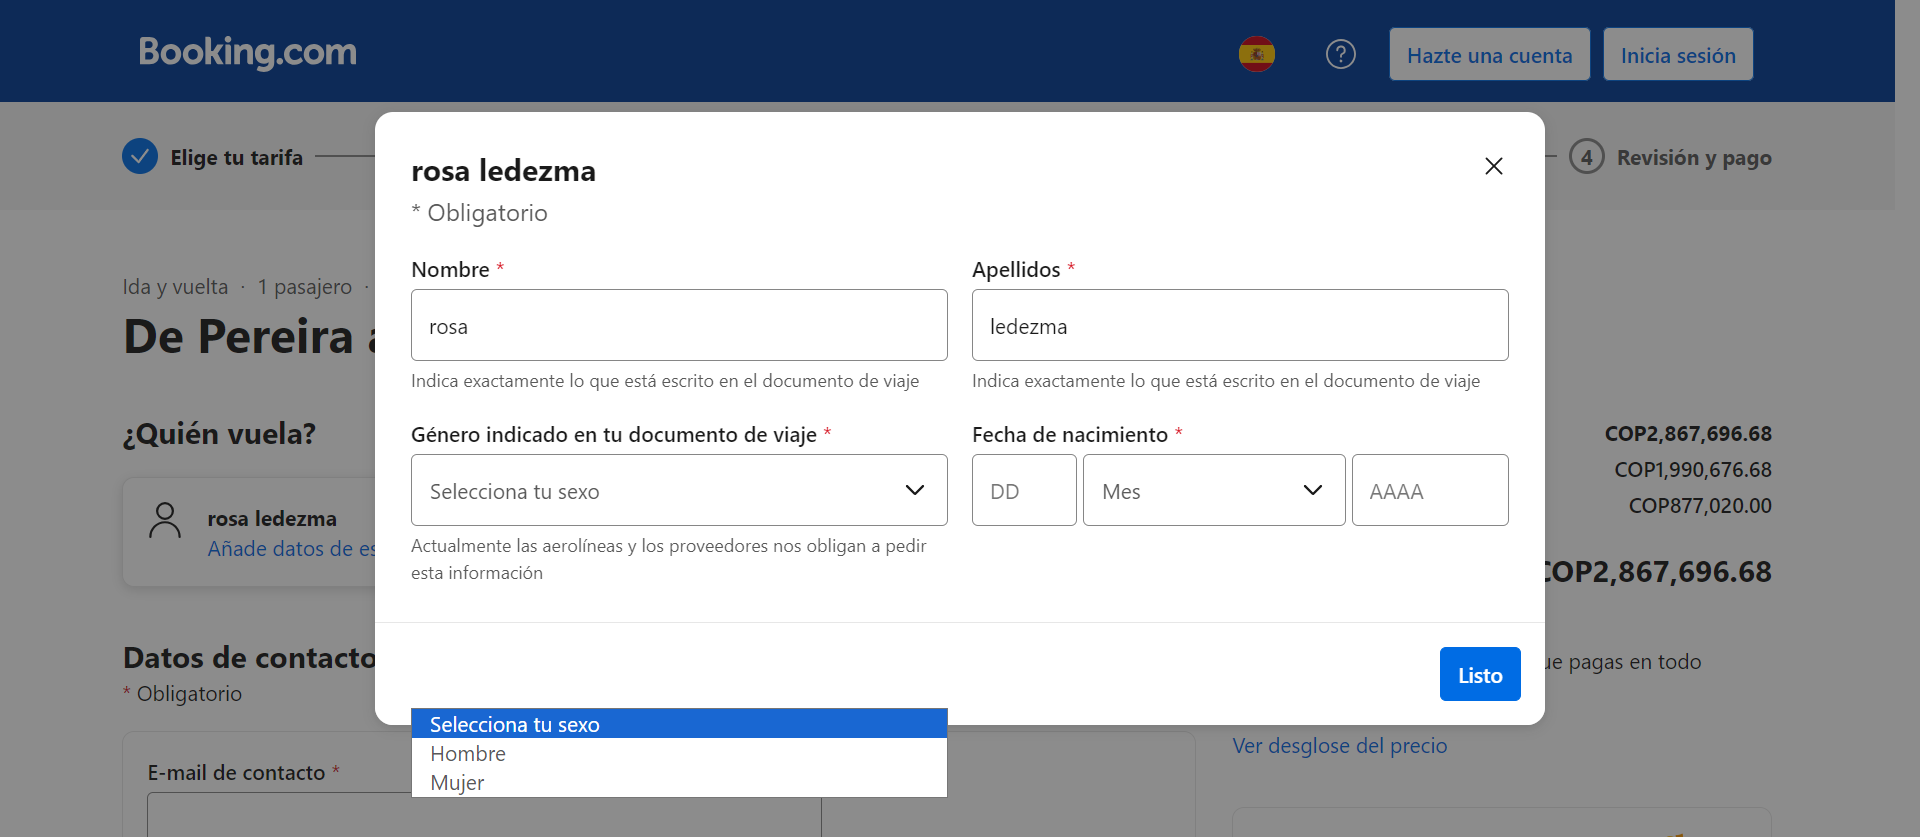 Booking.com
Hazte una cuenta
Inicia sesión
Elige tu tarifa
4 Revisión y pago
rosa ledezma
* Obligatorio
Nombre *
Apellidos *
rosa
ledezma
Indica exactamente lo que está escrito en el documento de viaje
Indica exactamente lo que está escrito en el documento de viaje
Género indicado en tu documento de viaje *
Fecha de nacimiento *
Selecciona tu sexo
DD
Mes
AAAA
Actualmente las aerolíneas y los proveedores nos obligan a pedir
esta información
Listo
Selecciona tu sexo
Hombre
Mujer
Ida y vuelta · 1 pasajero ·
De Pereira
¿Quién vuela?
rosa ledezma
Añade datos de
Datos de contacto
* Obligatorio
E-mail de contacto *
COP2,867,696.68
COP1,990,676.68
COP877,020.00
COP2,867,696.68
pagas en todo
Ver desglose del precio